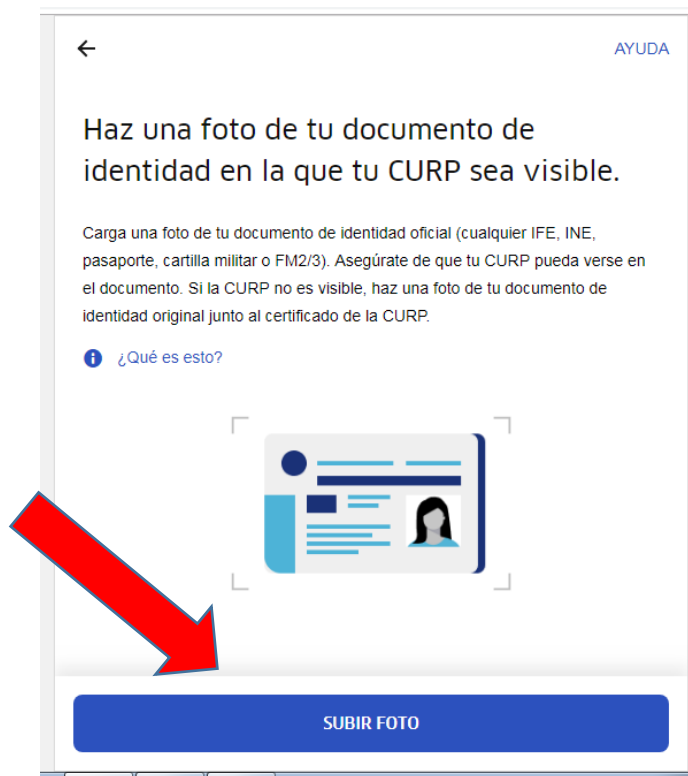 AYUDA
Haz una foto de tu documento de
identidad en la que tu CURP sea visible.
Carga una foto de tu documento de identidad oficial (cualquier IFE, INE,
pasaporte, cartilla militar o FM2/3). Asegúrate de que tu CURP pueda verse en
el documento. Si la CURP no es visible, haz una foto de tu documento de
identidad original junto al certificado de la CURP.
¿Qué es esto?
SUBIR FOTO